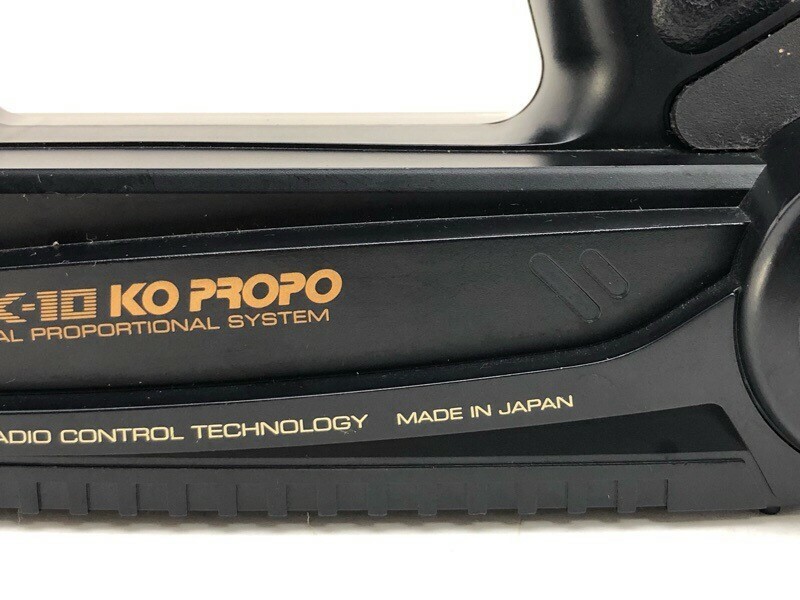 X-10 KO PROPO
AL PROPORTIONAL SYSTEM
ADIO CONTROL TECHNOLOGY MADE IN JAPAN